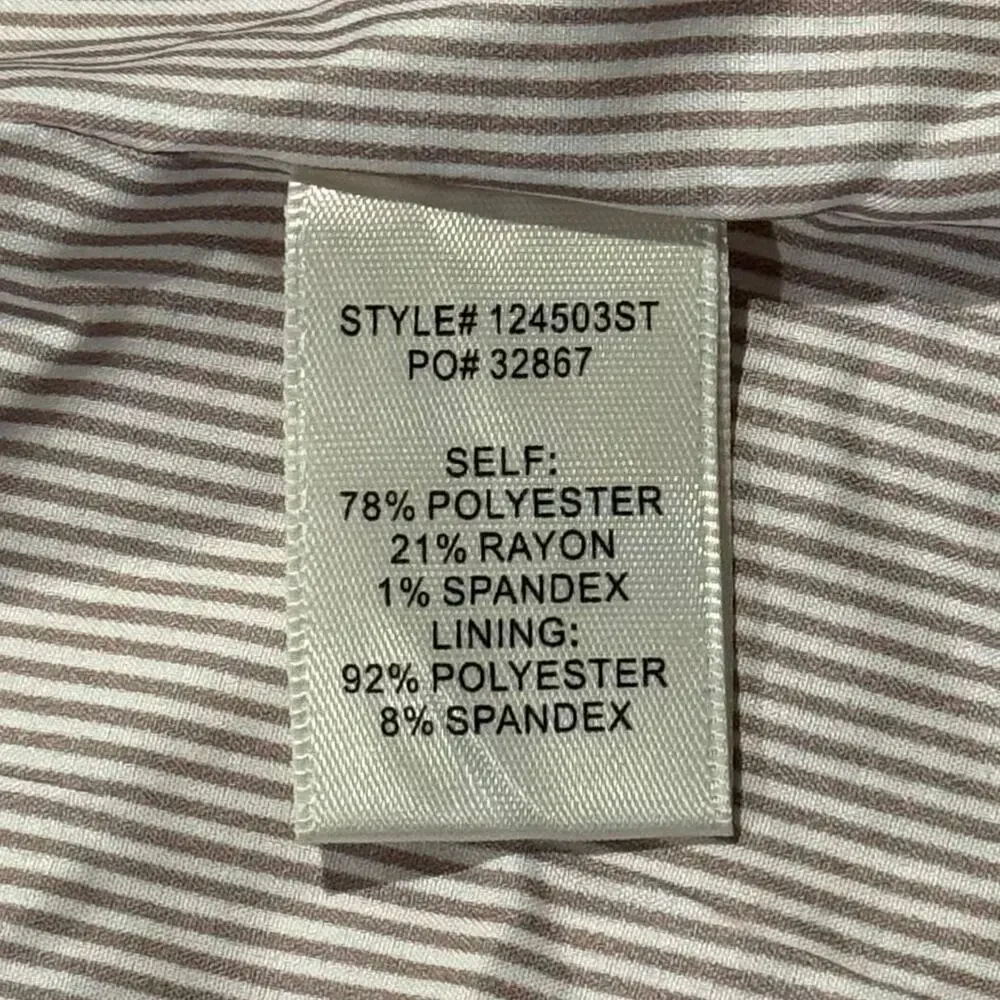 STYLE# 124503ST
PO# 32867
SELF:
78% POLYESTER
21% RAYON
1% SPANDEX
LINING:
92% POLYESTER
8% SPANDEX